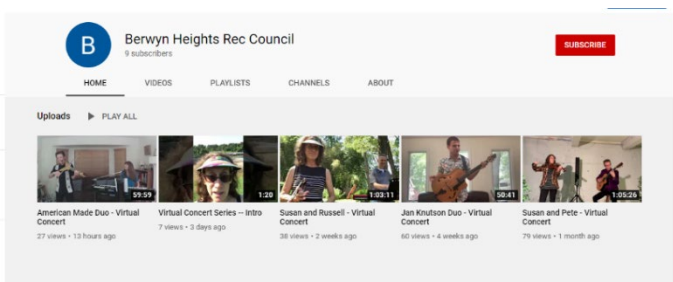 B
Berwyn Heights Rec Council
9 subscribers
SUBSCRIBE
HOME VIDEOS PLAYLISTS CHANNELS ABOUT
Uploads ▶ PLAY ALL
59:59 1:20 1:03:11 50:41 1:05:26
American Made Duo - Virtual
Concert
27 views • 13 hours ago
Virtual Concert Series -- Intro
7 views • 3 days ago
Susan and Russell - Virtual
Concert
38 views • 2 weeks ago
Jan Knutson Duo - Virtual
Concert
60 views • 4 weeks ago
Susan and Pete - Virtual
Concert
79 views • 1 month ago